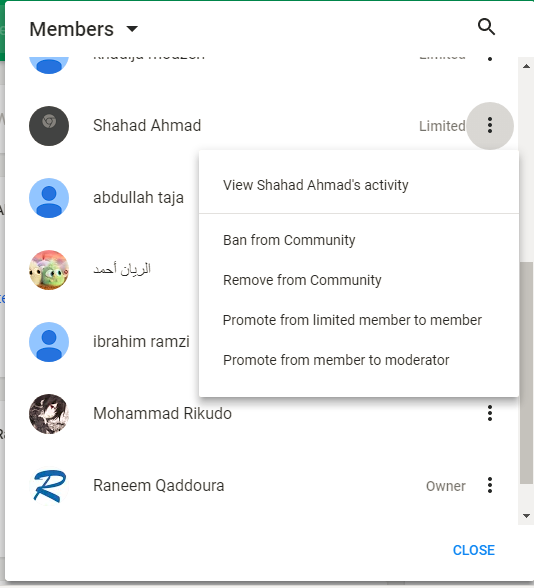 Members
Limited
Shahad Ahmad
Limited
View Shahad Ahmad's activity
abdullah taja
Ban from Community
الريان أحمد
Remove from Community
Promote from limited member to member
ibrahim ramzi
Promote from member to moderator
Mohammad Rikudo
Raneem Qaddoura
Owner
CLOSE